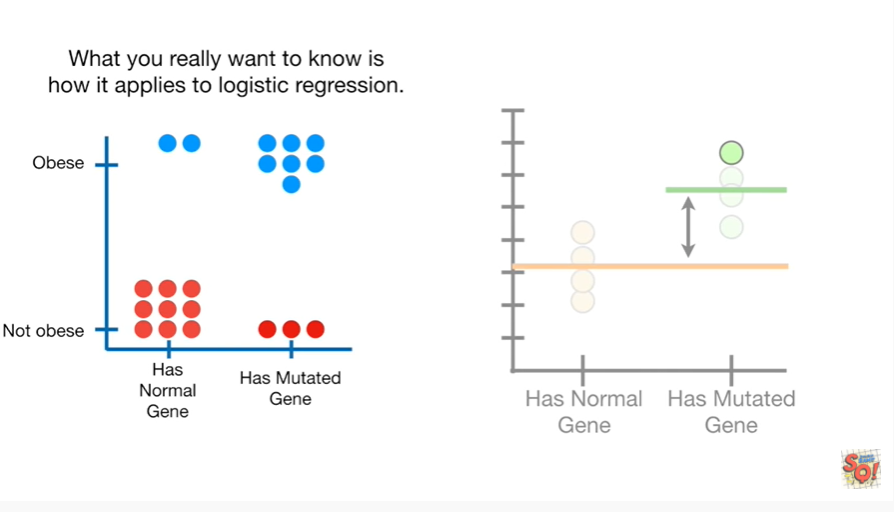 What you really want to know is
how it applies to logistic regression.
Obese
Not obese
Has
Normal
Gene
Has Mutated
Gene
Has Normal
Gene
Has Mutated
Gene
SQ!